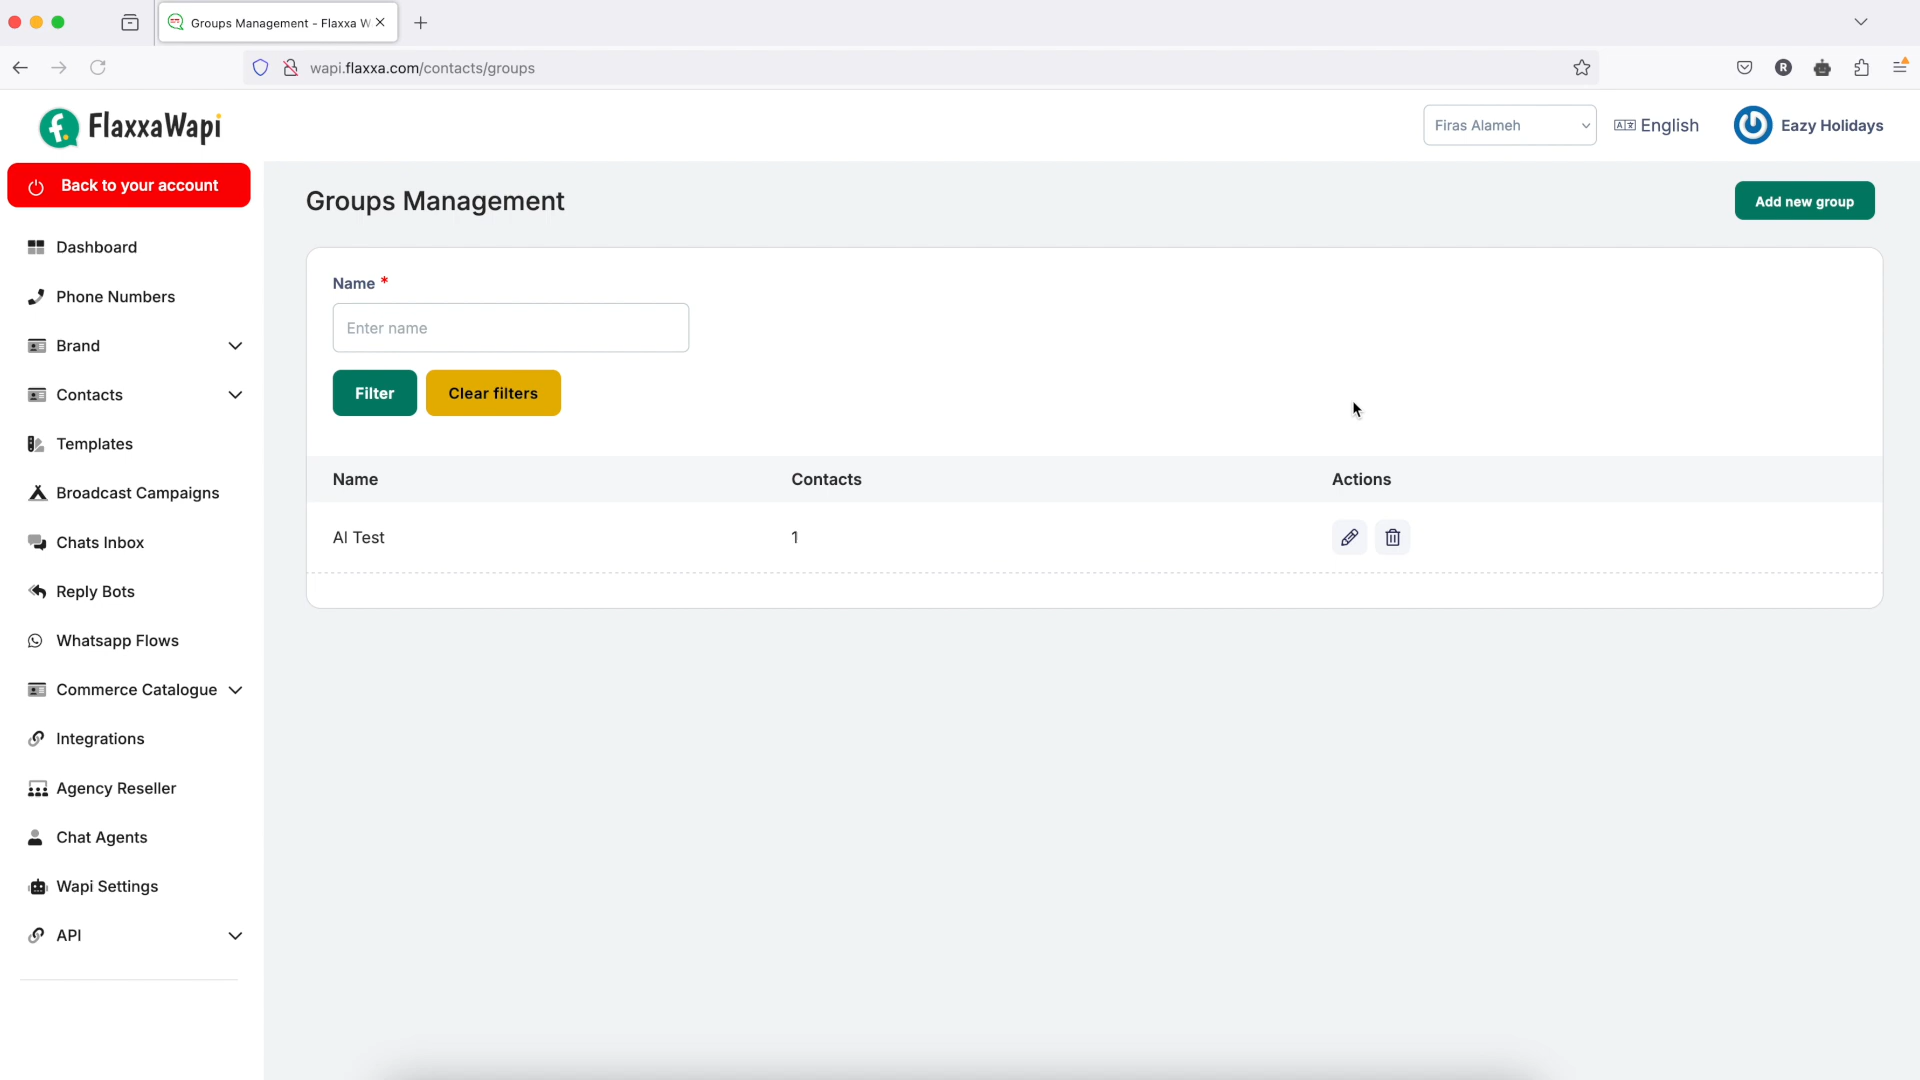 Groups Management - Flaxxa W
wapi.flaxxa.com/contacts/groups
R
FlaxxaWapi
Firas Alameh
English
Eazy Holidays
Back to your account
Groups Management
Add new group
Dashboard
Phone Numbers
Brand
Contacts
Templates
Broadcast Campaigns
Chats Inbox
Reply Bots
Whatsapp Flows
Commerce Catalogue
Integrations
Agency Reseller
Chat Agents
Wapi Settings
API
Name *
Enter name
Filter
Clear filters
Name Contacts Actions
AI Test 1